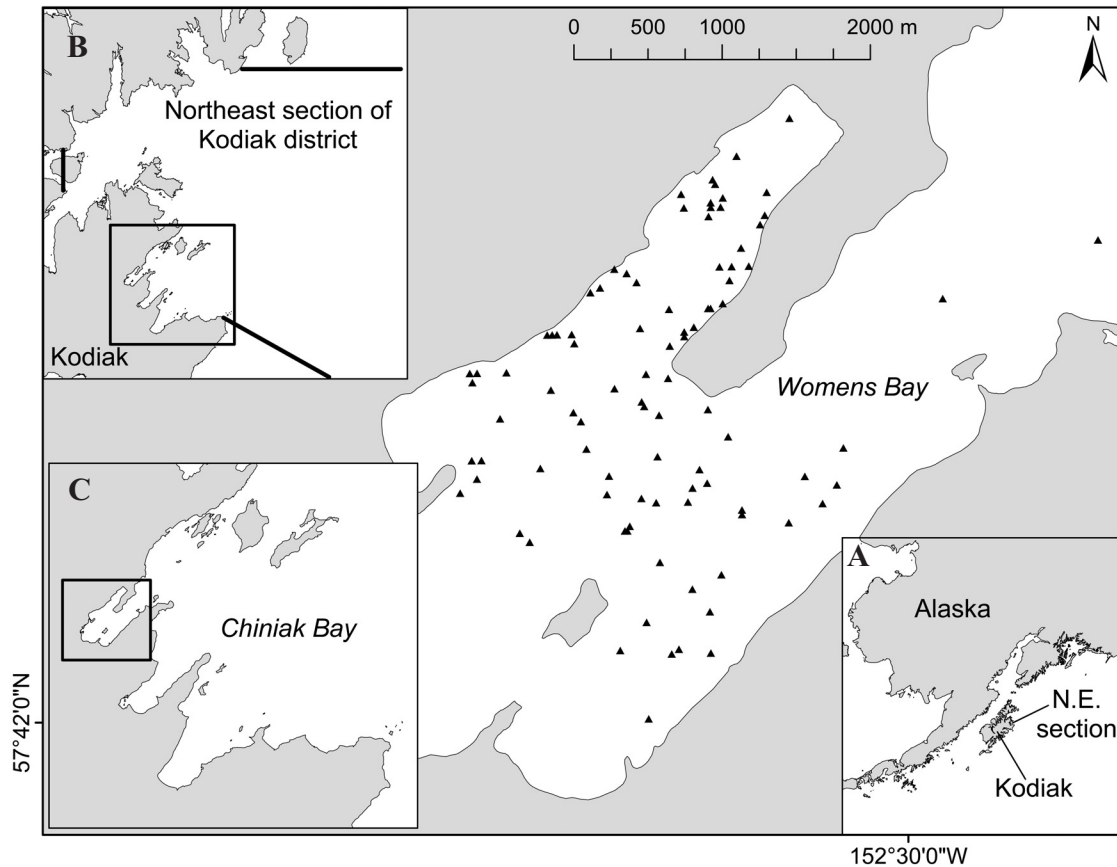 B
0 500 1000 2000 m
N
Northeast section of
Kodiak district
Kodiak
Womens Bay
C
Chiniak Bay
A
Alaska
N.E.
section
Kodiak
57°42'0"N
152°30'0"W